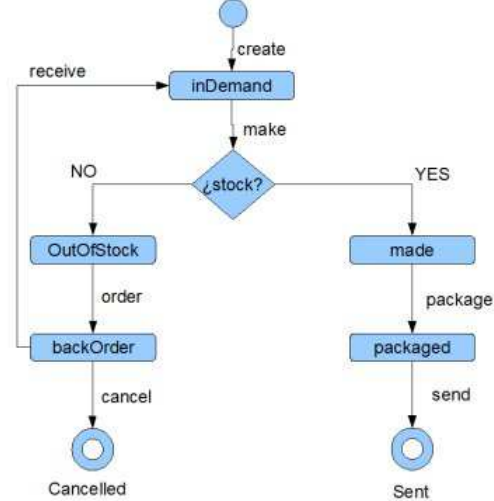 create
receive
inDemand
make
NO
¿stock?
YES
OutOfStock
made
order
package
backOrder
packaged
cancel
send
Cancelled
Sent